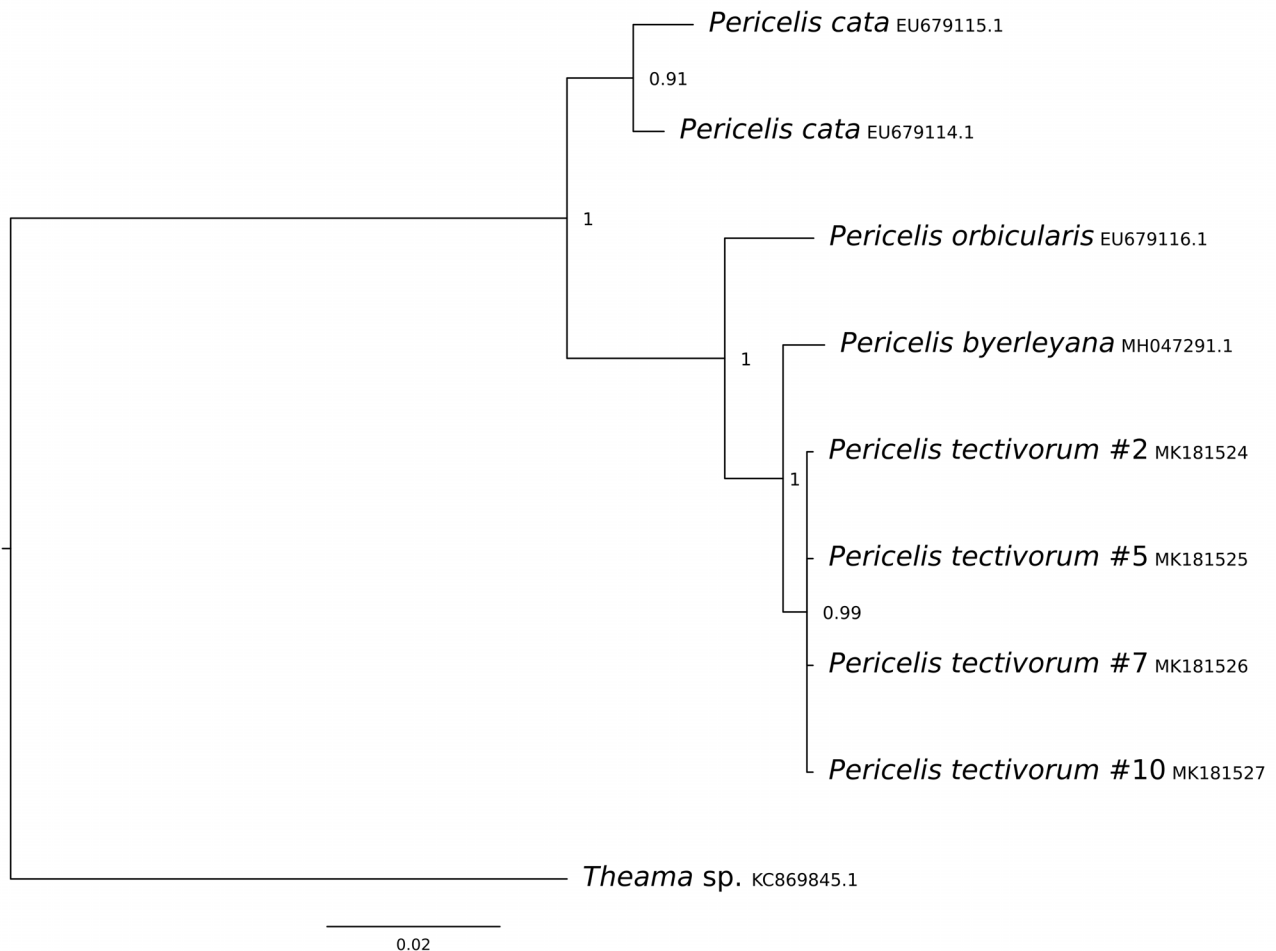 Pericelis cata EU679115.1
0.91
Pericelis cata EU679114.1
1
Pericelis orbicularis EU679116.1
Pericelis byerleyana MH047291.1
1
Pericelis tectivorum #2 MK181524
1
Pericelis tectivorum #5 MK181525
0.99
Pericelis tectivorum #7 MK181526
Pericelis tectivorum #10 MK181527
Theama sp. KC869845.1
0.02